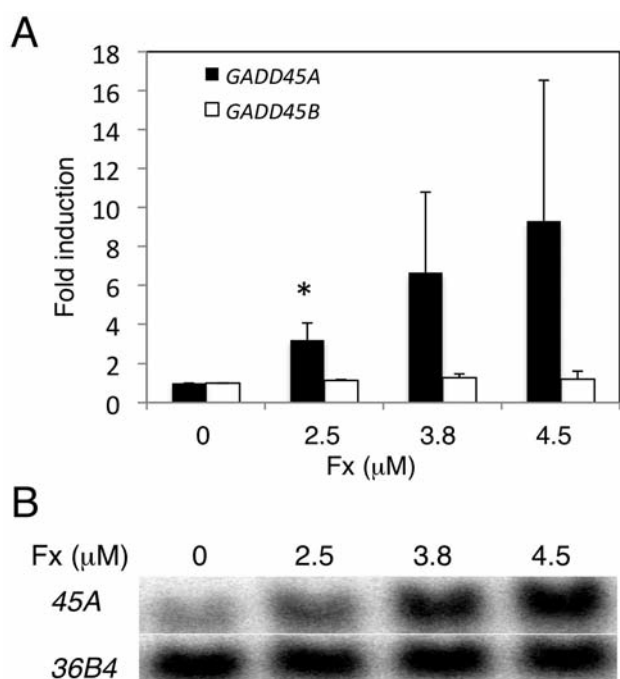 A
18
16
14
12
10
8
6
4
2
0
Fold induction
GADD45A
GADD45B
*
0 2.5 3.8 4.5
Fx (μM)
B
Fx (μM) 0 2.5 3.8 4.5
45A
36B4